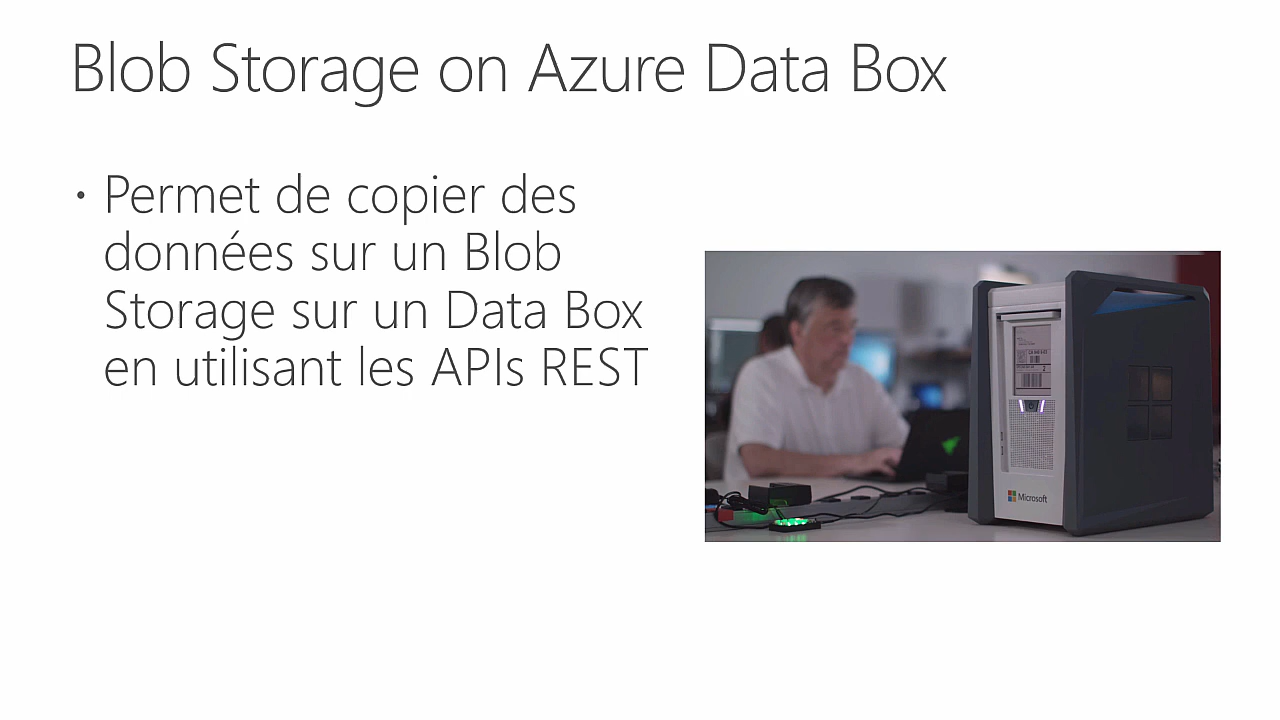 Blob Storage on Azure Data Box
• Permet de copier des
données sur un Blob
Storage sur un Data Box
en utilisant les APIs REST
Microsoft